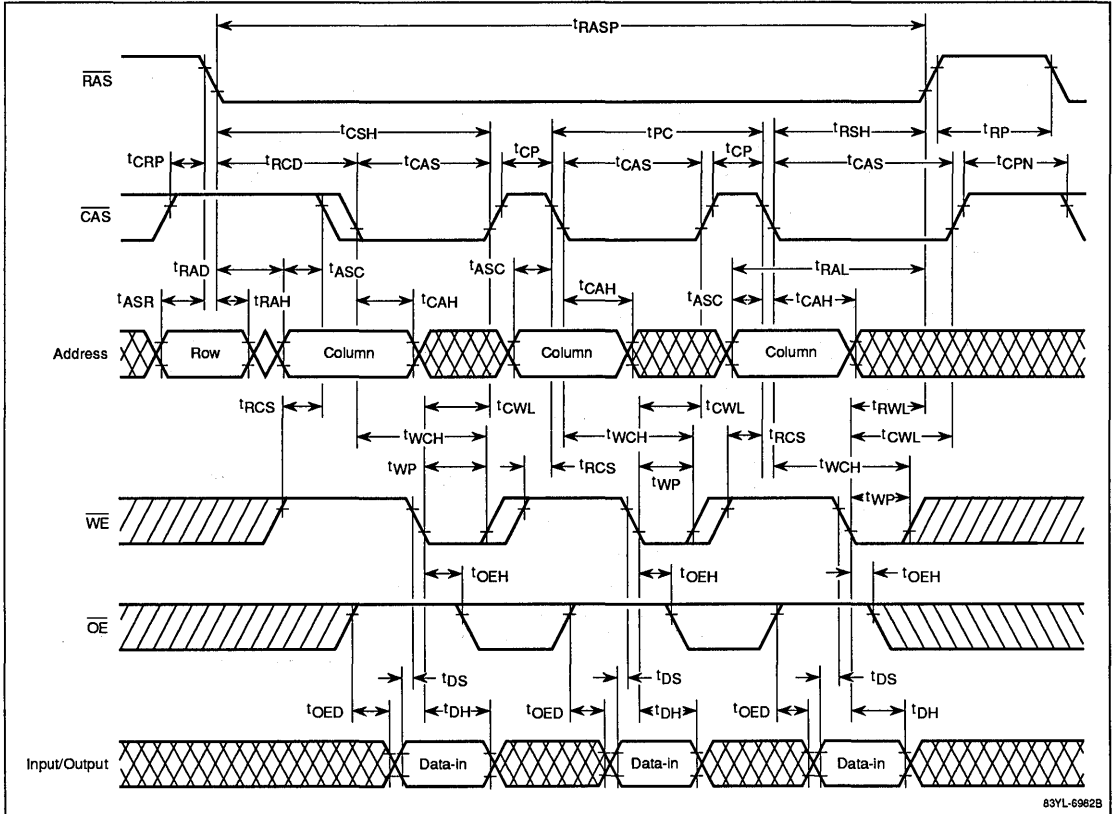 tRASP
RAS
tCSH tPC tRSH tRP
tCRP tRCD tCAS tCP tCAS tCP tCAS tCPN
CAS
tRAD tASC tASC tRAL
tASR tRAH tCAH tCAH tASC tCAH
Address Row Column Column Column
tRCS tCWL tCWL tRWL
tWCH tWCH tRCS tCWL
tWP tRCS tWP tWCH
tWP
WE
tOEH tOEH tOEH
OE
tDS tDS tDS
tOED tDH tOED tDH tOED tDH
Input/Output Data-in Data-in Data-in
83YL-6982B